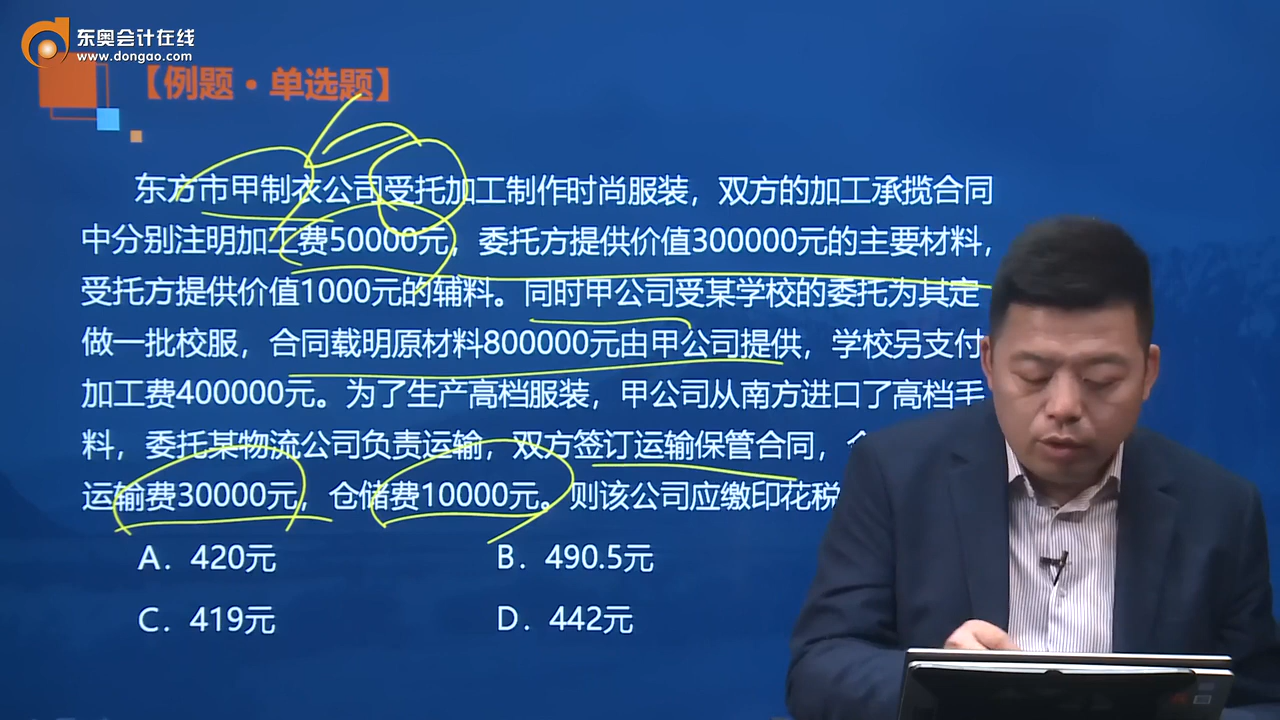 东奥会计在线
www.dongao.com
【例题·单选题】
东方市甲制衣公司受托加工制作时尚服装，双方的加工承揽合同
中分别注明加工费50000元，委托方提供价值300000元的主要材料，
受托方提供价值1000元的辅料。同时甲公司受某学校的委托为其定
做一批校服，合同载明原材料800000元由甲公司提供，学校另支付
加工费400000元。为了生产高档服装，甲公司从南方进口了高档毛
料，委托某物流公司负责运输，双方签订运输保管合同，
运输费30000元，仓储费10000元。则该公司应缴印花税
A．420元
B．490.5元
C．419元
D．442元